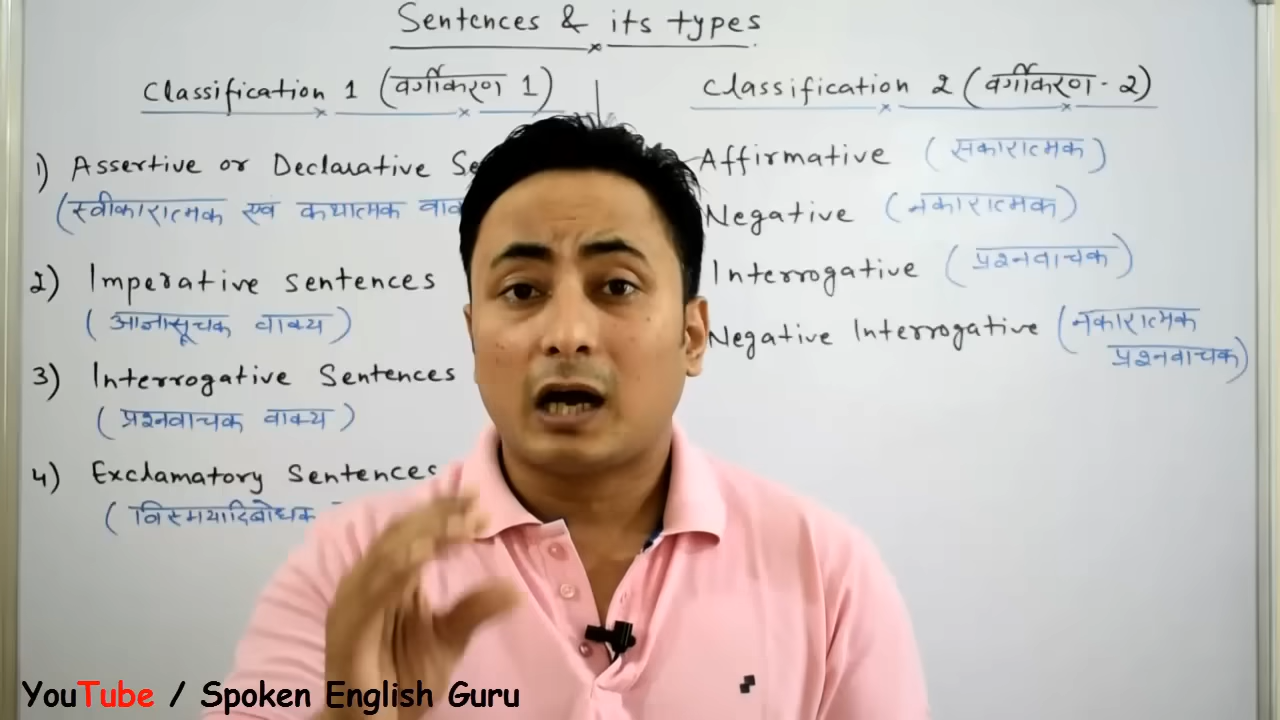 Sentences & its types
Classification 1 (वर्गीकरण 1)
1) Assertive or Declarative
(स्वीकारात्मक एवं कथात्मक
2) Imperative sentences
(आज्ञासूचक वाक्य)
3) Interrogative Sentences
(प्रश्नवाचक वाक्य)
4) Exclamatory Sentences
(विस्मयादिबोधक
Classification 2 (वर्गीकरण - 2)
Affirmative (सकारात्मक)
Negative (नकारात्मक)
Interrogative (प्रश्नवाचक)
Negative Interrogative (नकारात्मक
प्रश्नवाचक)
YouTube / Spoken English Guru